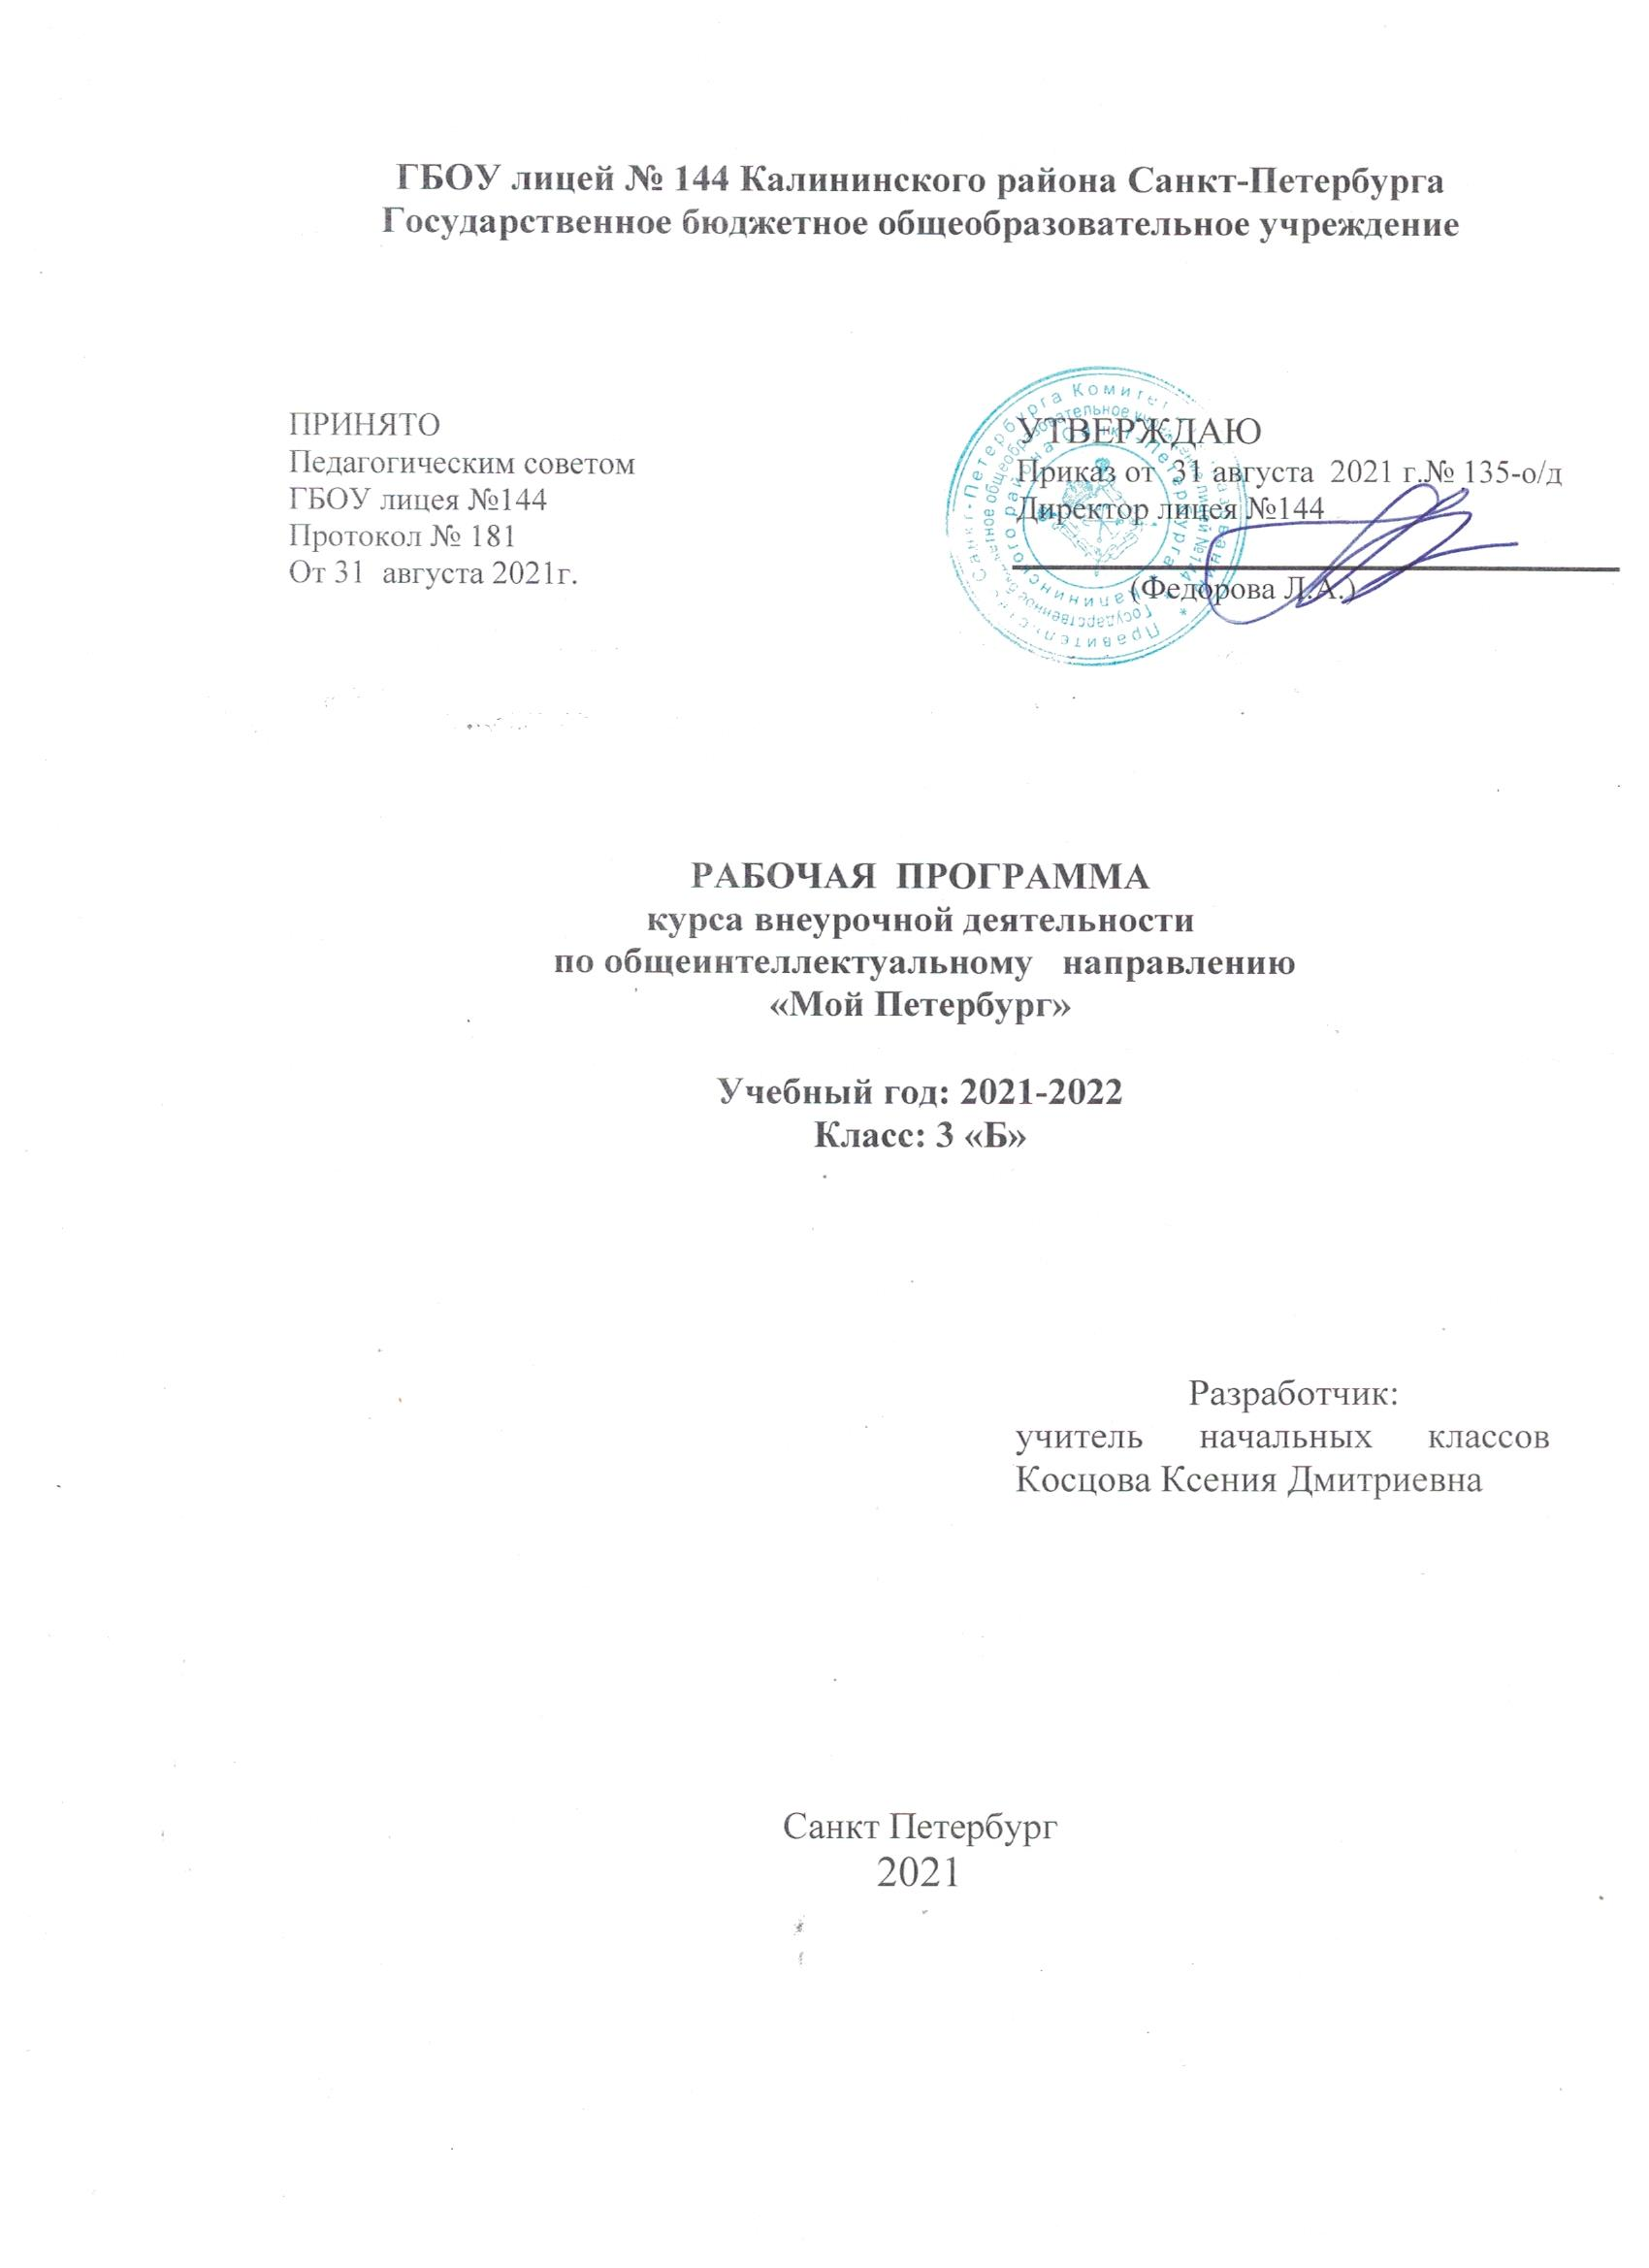 ГБОУ лицей № 144 Калининского района Санкт-Петербурга
Государственное бюджетное общеобразовательное учреждение
ПРИНЯТО
Педагогическим советом
ГБОУ лицея №144
Протокол № 181
От 31 августа 2021г.
УТВЕРЖДАЮ
Приказ от 31 августа 2021 г.№ 135-о/д
Директор лицея №144
(Федорова Л.А.)
РАБОЧАЯ ПРОГРАММА
курса внеурочной деятельности
по общеинтеллектуальному направлению
«Мой Петербург»
Учебный год: 2021-2022
Класс: 3 «Б»
Разработчик:
учитель начальных классов
Косцова Ксения Дмитриевна
Санкт Петербург
2021